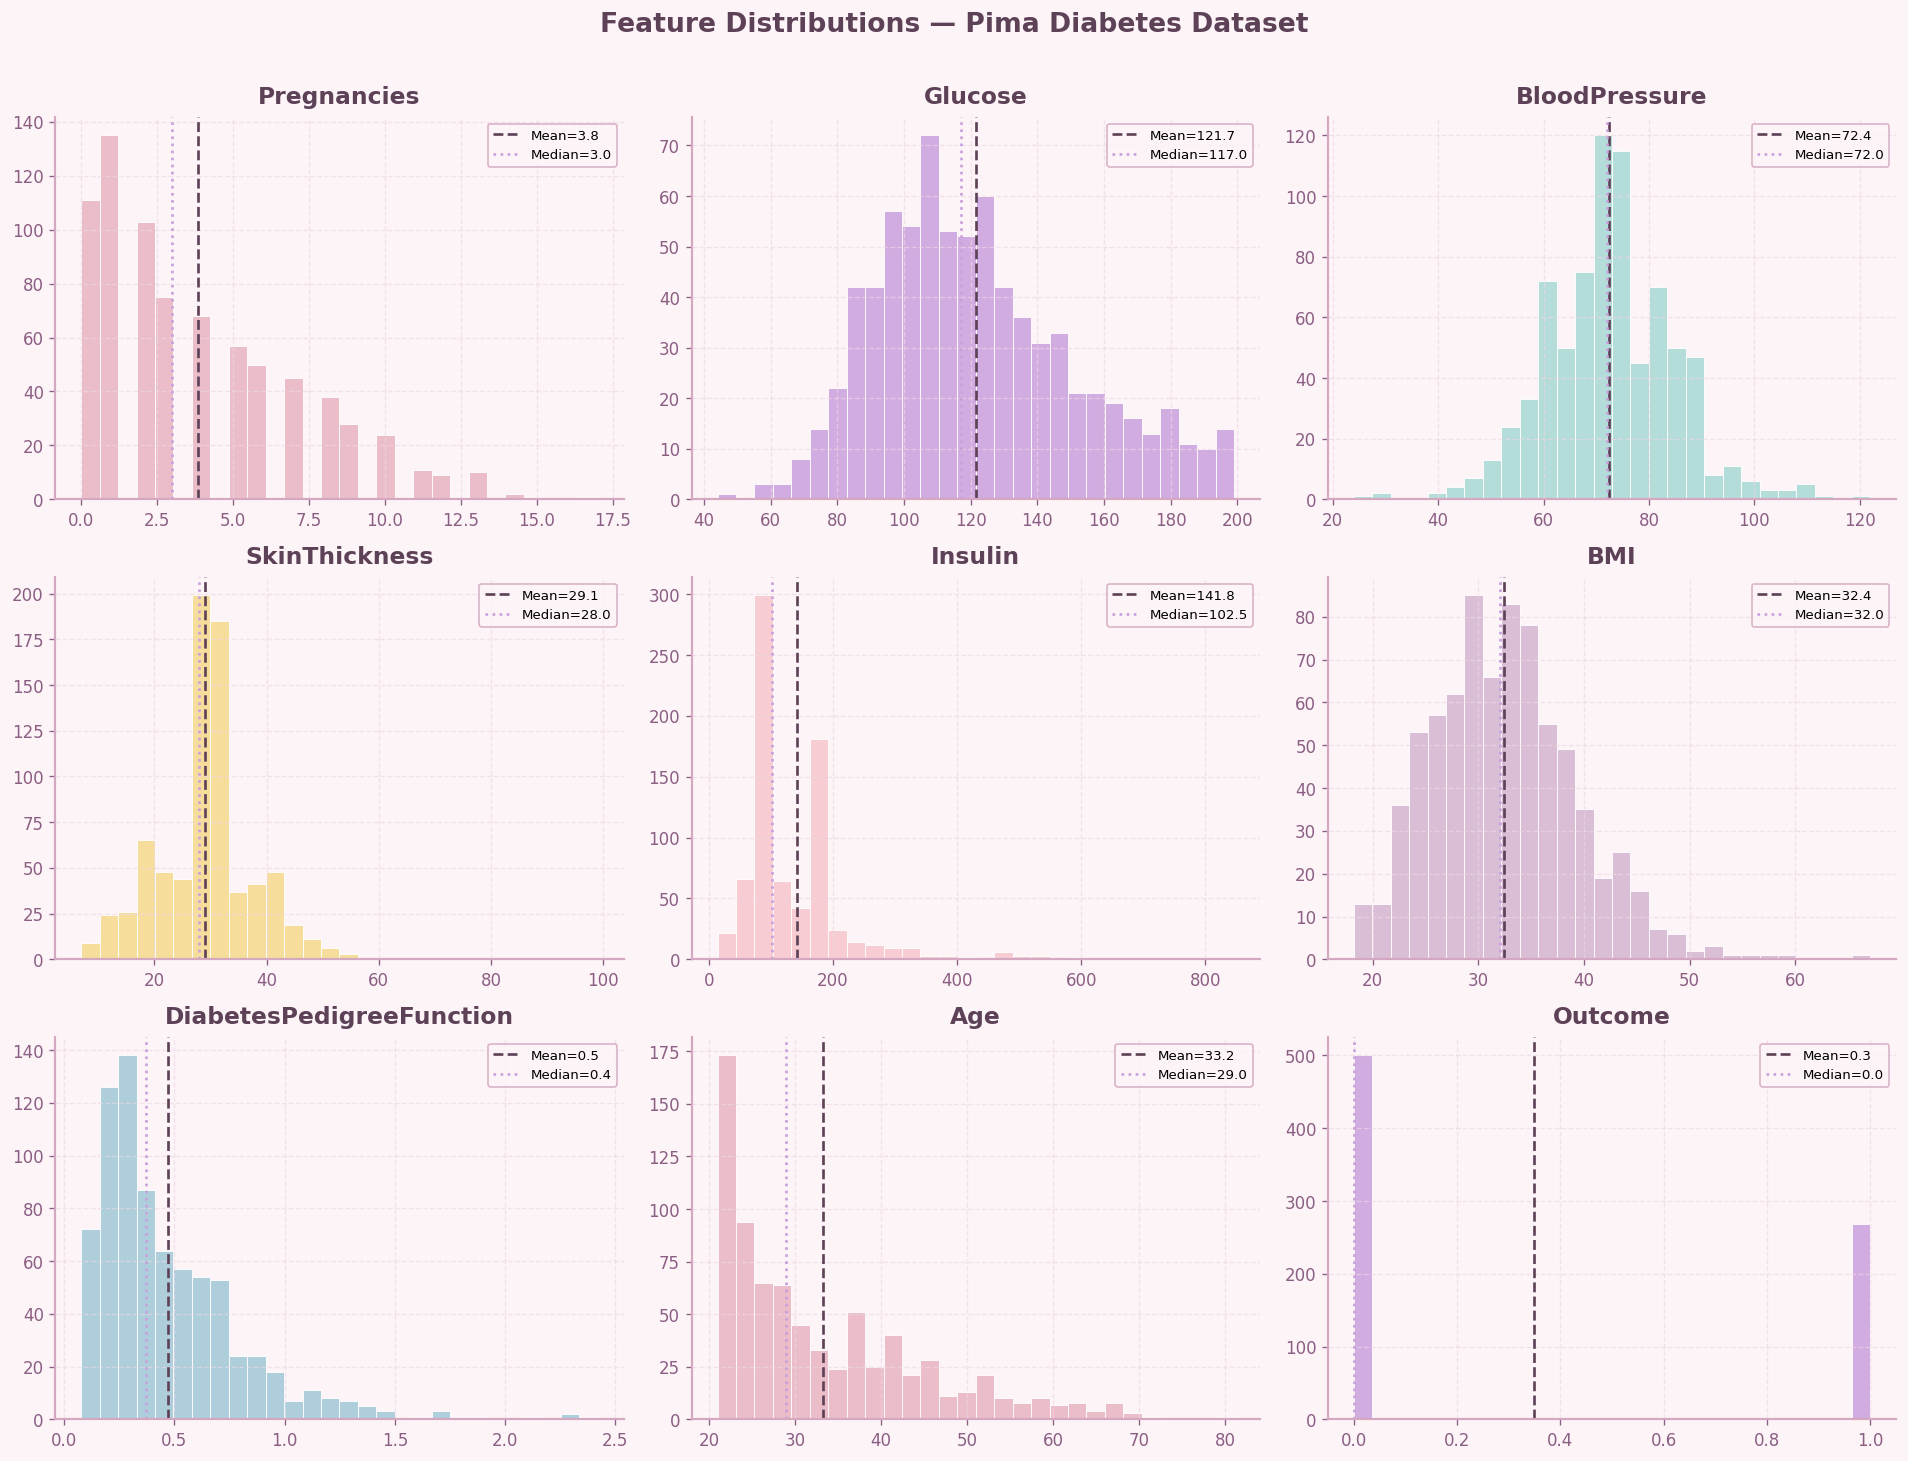 Feature Distributions — Pima Diabetes Dataset
Pregnancies
Mean=3.8
Median=3.0
140
120
100
80
60
40
20
0
0.0 2.5 5.0 7.5 10.0 12.5 15.0 17.5
Glucose
Mean=121.7
Median=117.0
70
60
50
40
30
20
10
0
40 60 80 100 120 140 160 180 200
BloodPressure
Mean=72.4
Median=72.0
120
100
80
60
40
20
0
20 40 60 80 100 120
SkinThickness
Mean=29.1
Median=28.0
200
175
150
125
100
75
50
25
0
20 40 60 80 100
Insulin
Mean=141.8
Median=102.5
300
250
200
150
100
50
0
0 200 400 600 800
BMI
Mean=32.4
Median=32.0
80
70
60
50
40
30
20
10
0
20 30 40 50 60
DiabetesPedigreeFunction
Mean=0.5
Median=0.4
140
120
100
80
60
40
20
0
0.0 0.5 1.0 1.5 2.0 2.5
Age
Mean=33.2
Median=29.0
175
150
125
100
75
50
25
0
20 30 40 50 60 70 80
Outcome
Mean=0.3
Median=0.0
500
400
300
200
100
0
0.0 0.2 0.4 0.6 0.8 1.0